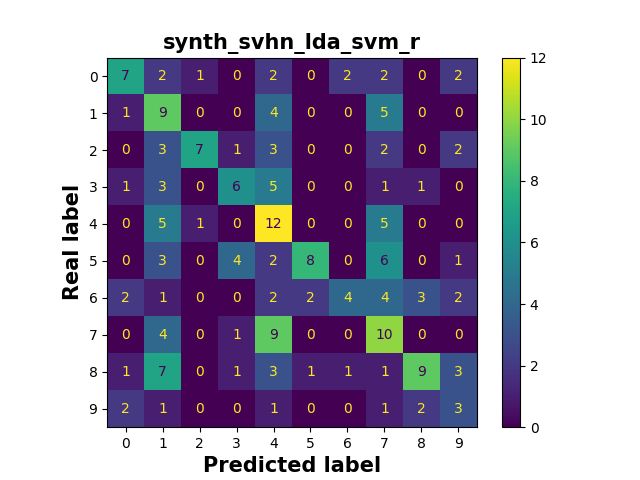 synth_svhn_lda_svm_r
Real label
0 7 2 1 0 2 0 2 2 0 2
1 1 9 0 0 4 0 0 5 0 0
2 0 3 7 1 3 0 0 2 0 2
3 1 3 0 6 5 0 0 1 1 0
4 0 5 1 0 12 0 0 5 0 0
5 0 3 0 4 2 8 0 6 0 1
6 2 1 0 0 2 2 4 4 3 2
7 0 4 0 1 9 0 0 10 0 0
8 1 7 0 1 3 1 1 1 9 3
9 2 1 0 0 1 0 0 1 2 3
0 1 2 3 4 5 6 7 8 9
Predicted label
12
10
8
6
4
2
0